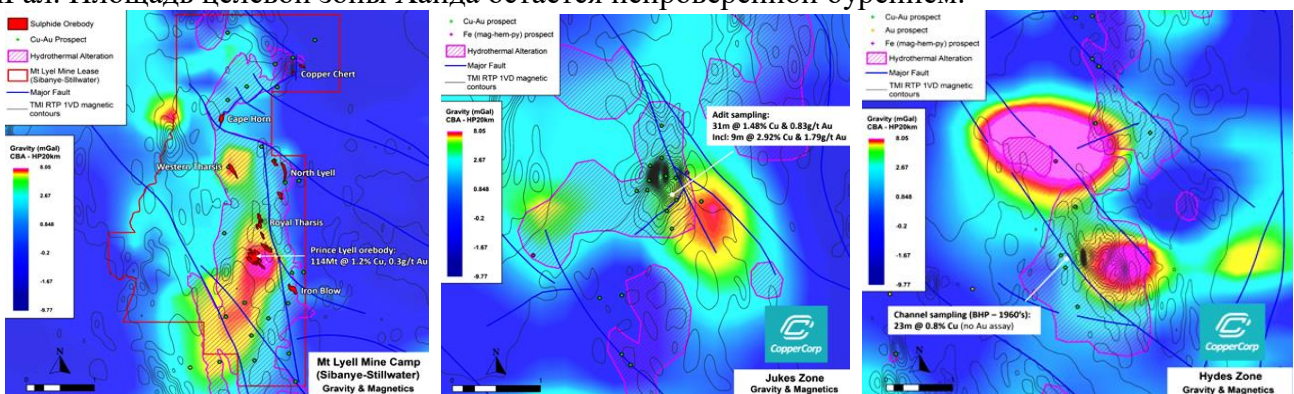 мГал. Площадь целевой зоны Хайда остается непроверенной бурением.
Sulphide Orebody
Cu-Au Prospect
Hydrothermal Alteration
Mt Lyel Mine Lease
(Sibanye-Stillwater)
Major Fault
TMI RTP 1VD magnetic
contours
Gravity (mGal)
CBA - HP20km
8.05
2.67
0.848
-0.2
-1.67
-9.77
Copper Chert
Cape Horn
Western Tharsis
North Lyell
Royal Tharsis
Prince Lyell orebody:
114Mt @ 1.2% Cu, 0.3g/t Au
Iron Blow
N
Mt Lyell Mine Camp
(Sibanye-Stillwater)
Gravity & Magnetics
Cu-Au Prospect
Fe (mag-hem-py) prospect
Hydrothermal Alteration
Major Fault
TMI RTP 1VD magnetic
contours
Gravity (mGal)
CBA - HP20km
8.05
2.67
0.848
-0.2
-1.67
-9.77
Adit sampling:
31m @ 1.48% Cu & 0.83g/t Au
Incl: 9m @ 2.92% Cu & 1.79g/t Au
N
CopperCorp
Jukes Zone
Gravity & Magnetics
Cu-Au Prospect
Au prospect
Fe (mag-hem-py) prospect
Hydrothermal Alteration
Major Fault
TMI RTP 1VD magnetic
contours
Gravity (mGal)
CBA - HP20km
8.05
2.67
0.848
-0.2
-1.67
-9.77
Channel sampling (BHP – 1960's):
23m @ 0.8% Cu (no Au assay)
N
CopperCorp
Hydes Zone
Gravity & Magnetics